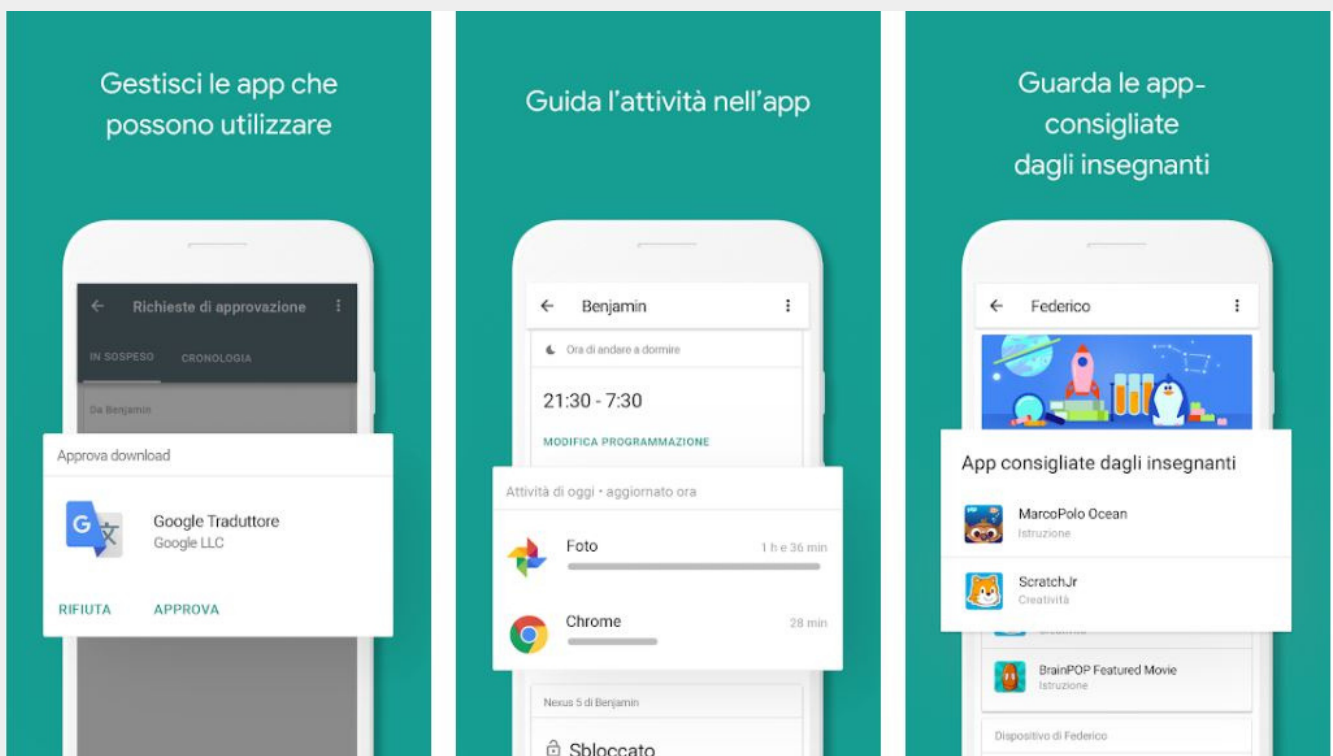 Gestisci le app che
possono utilizzare
Richieste di approvazione
IN SOSPESO CRONOLOGIA
Da Benjamin
Approva download
Google Traduttore
Google LLC
RIFIUTA APPROVA
Guida l'attività nell'app
Benjamin
Ora di andare a dormire
21:30 - 7:30
MODIFICA PROGRAMMAZIONE
Attività di oggi • aggiornato ora
Foto 1 h e 36 min
Chrome 28 min
Nexus 5 di Benjamin
Sbloccato
Guarda le app-
consigliate
dagli insegnanti
Federico
App consigliate dagli insegnanti
MarcoPolo Ocean
Istruzione
ScratchJr
Creatività
BrainPOP Featured Movie
Istruzione
Dispositivo di Federico